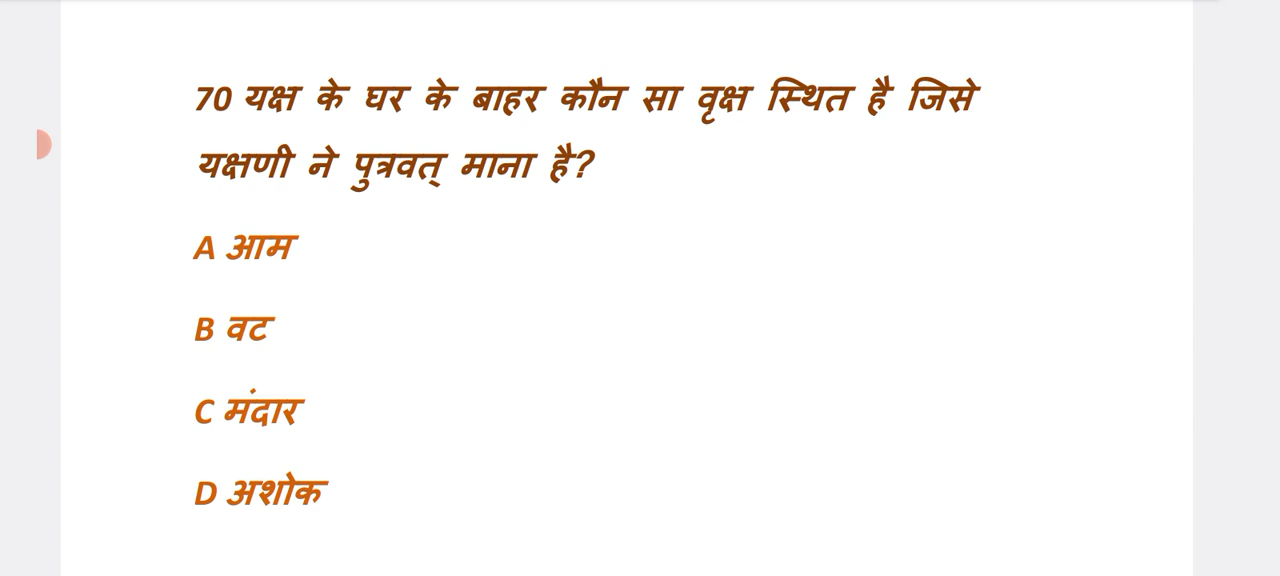 70 यक्ष के घर के बाहर कौन सा वृक्ष स्थित है जिसे
यक्षणी ने पुत्रवत् माना है?
A आम
B वट
C मंदार
D अशोक